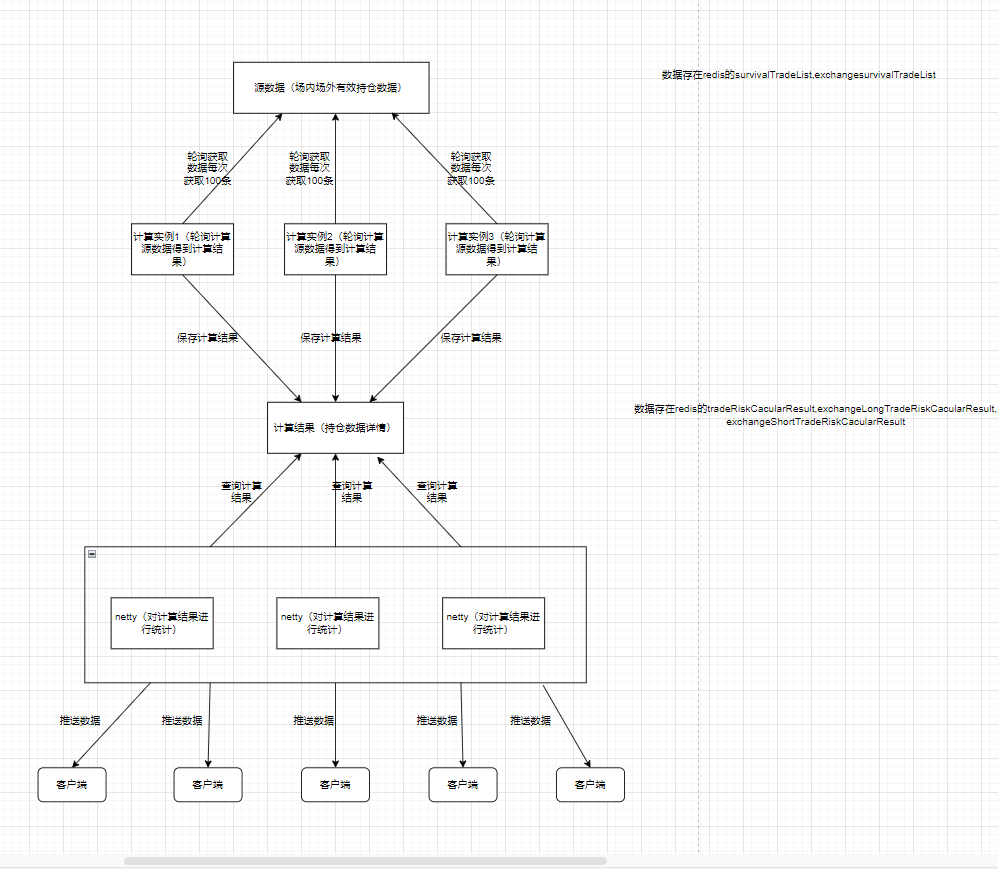 源数据（场内场外有效持仓数据）
数据存在redis的survivalTradeList,exchangesurvivalTradeList
轮询获取
数据每次
获取100条
轮询获取
数据每次
获取100条
轮询获取
数据每次
获取100条
计算实例1（轮询计算
源数据得到计算结
果）
计算实例2（轮询计算
源数据得到计算结
果）
计算实例3（轮询计算
源数据得到计算结
果）
保存计算结果
保存计算结果
保存计算结果
计算结果（持仓数据详情）
数据存在redis的tradeRiskCacularResult,exchangeLongTradeRiskCacularResult,
exchangeShortTradeRiskCacularResult
查询计算
结果
查询计算
结果
查询计算
结果
netty（对计算结果进
行统计）
netty（对计算结果进
行统计）
netty（对计算结果进
行统计）
推送数据
推送数据
推送数据
推送数据
推送数据
客户端
客户端
客户端
客户端
客户端